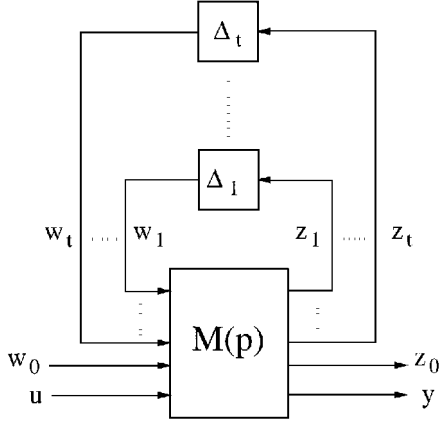 Δt
Δ1
wt ..... w1 z1 ..... zt
M(p)
w0 z0
u y